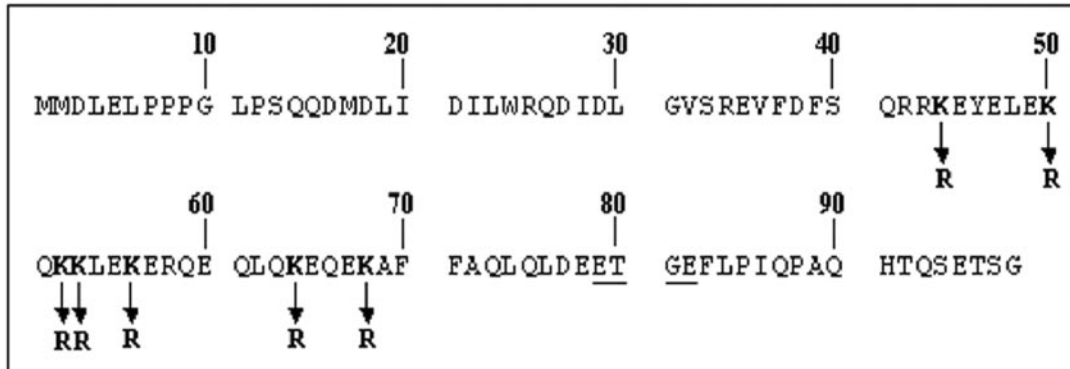 10 20 30 40 50
MMDLELPPPG LPSQQDMDLI DILWRQDIDL GVSREVFDFS QRRKEYELEK
R R
60 70 80 90
QKKLEKERQE QLQKEQEKAF FAQLQLDEET GEFLPIQPAQ HTQSETSG
RR R R R